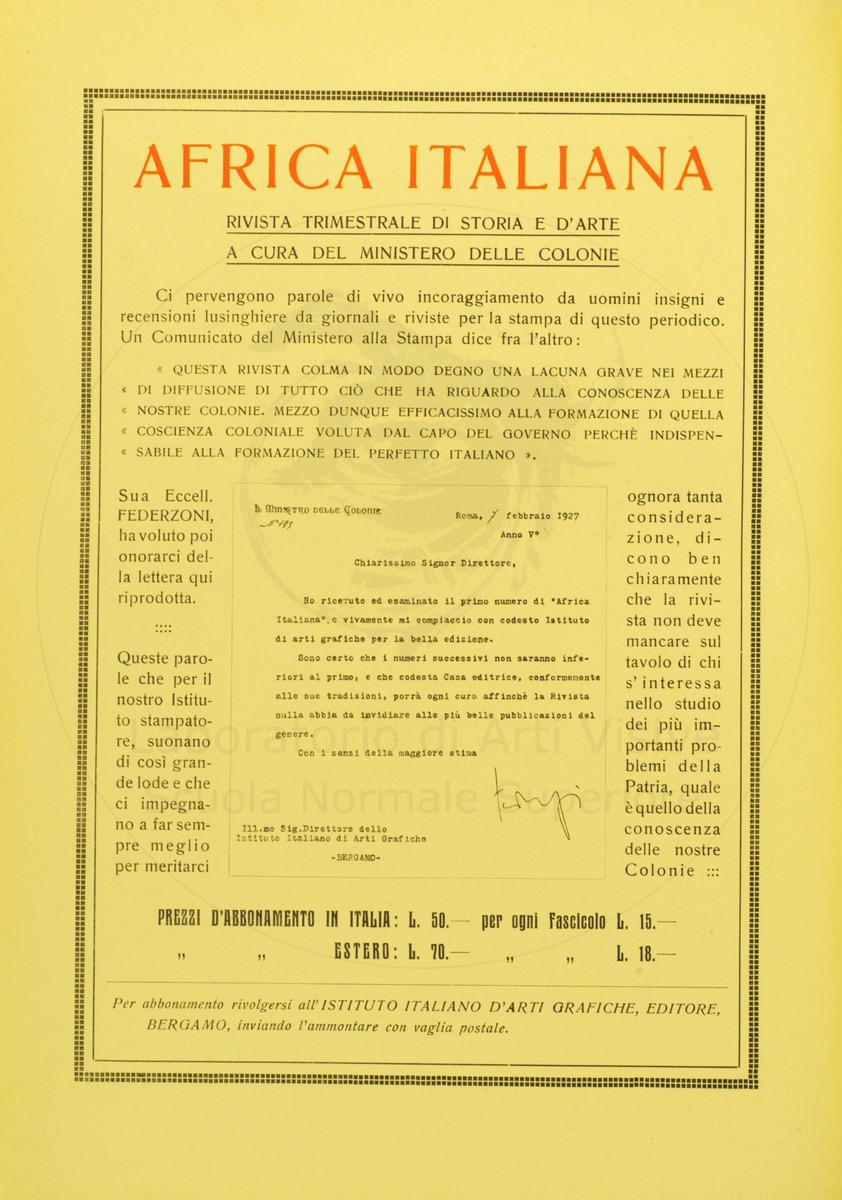 AFRICA ITALIANA
RIVISTA TRIMESTRALE DI STORIA E D'ARTE
A CURA DEL MINISTERO DELLE COLONIE
Ci pervengono parole di vivo incoraggiamento da uomini insigni e
recensioni lusinghiere da giornali e riviste per la stampa di questo periodico.
Un Comunicato del Ministero alla Stampa dice fra l'altro:
« QUESTA RIVISTA COLMA IN MODO DEGNO UNA LACUNA GRAVE NEI MEZZI
« DI DIFFUSIONE DI TUTTO CIÒ CHE HA RIGUARDO ALLA CONOSCENZA DELLE
« NOSTRE COLONIE. MEZZO DUNQUE EFFICACISSIMO ALLA FORMAZIONE DI QUELLA
« COSCIENZA COLONIALE VOLUTA DAL CAPO DEL GOVERNO PERCHÈ INDISPEN-
« SABILE ALLA FORMAZIONE DEL PERFETTO ITALIANO ».
Sua Eccell.
FEDERZONI,
ha voluto poi
onorarci del-
la lettera qui
riprodotta.
::::
Queste paro-
le che per il
nostro Istitu-
to stampato-
re, suonano
di così gran-
de lode e che
ci impegna-
no a far sem-
pre meglio
per meritarci
IL MINISTRO DELLE COLONIE
Roma, febbraio 1927
Anno V°
Chiarissimo Signor Direttore,
Ho ricevuto ed esaminato il primo numero di "Africa
Italiana", e vivamente mi compiaccio con codesto Istituto
di arti grafiche per la bella edizione.
Sono certo che i numeri successivi non saranno infe-
riori al primo, e che codesta Casa editrice, conformemente
alle sue tradizioni, porrà ogni cura affinchè la Rivista
nulla abbia da invidiare alle più belle pubblicazioni del
genere.
Con i sensi della maggiore stima
Ill.mo Sig.Direttore dello
Istituto Italiano di Arti Grafiche
-BERGAMO-
ognora tanta
considera-
zione, di-
cono ben
chiaramente
che la rivi-
sta non deve
mancare sul
tavolo di chi
s'interessa
nello studio
dei più im-
portanti pro-
blemi della
Patria, quale
è quello della
conoscenza
delle nostre
Colonie :::
PREZZI D'ABBONAMENTO IN ITALIA: L. 50.— per ogni Fascicolo L. 15.—
„ „ ESTERO: L. 70.— „ „ L. 18.—
Per abbonamento rivolgersi all'ISTITUTO ITALIANO D'ARTI GRAFICHE, EDITORE,
BERGAMO, inviando l'ammontare con vaglia postale.